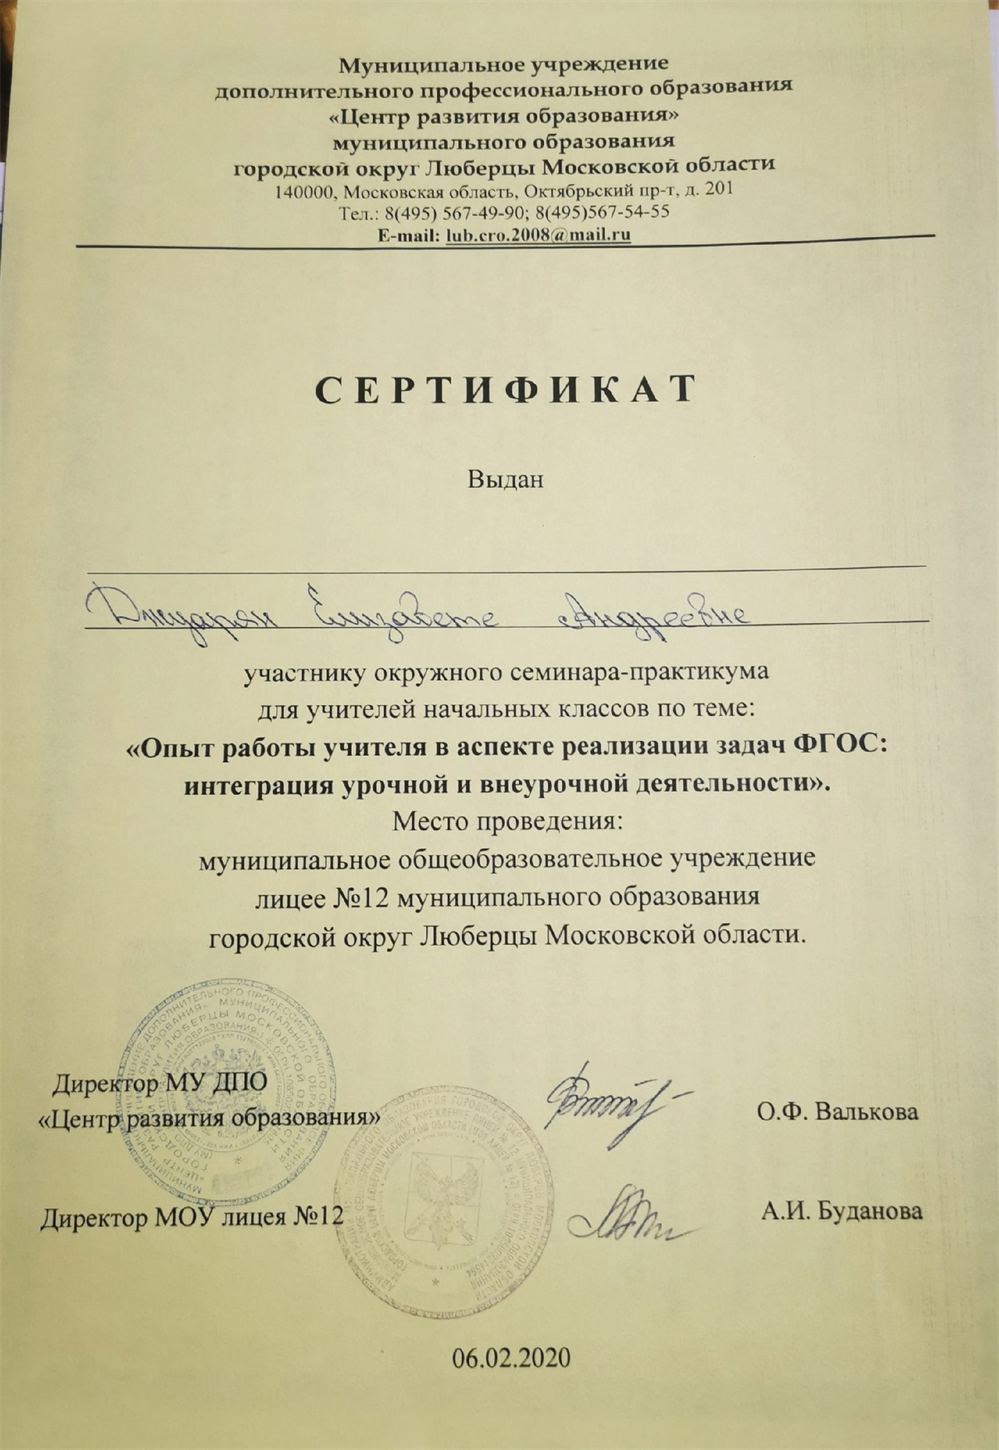 Муниципальное учреждение
дополнительного профессионального образования
«Центр развития образования»
муниципального образования
городской округ Люберцы Московской области
140000, Московская область, Октябрьский пр-т, д. 201
Тел.: 8(495) 567-49-90; 8(495)567-54-55
E-mail: lub.cro.2008@mail.ru
СЕРТИФИКАТ
Выдан
Елизавете Андреевне
участнику окружного семинара-практикума
для учителей начальных классов по теме:
«Опыт работы учителя в аспекте реализации задач ФГОС:
интеграция урочной и внеурочной деятельности».
Место проведения:
муниципальное общеобразовательное учреждение
лицее №12 муниципального образования
городской округ Люберцы Московской области.
Директор МУ ДПО
«Центр развития образования»
О.Ф. Валькова
Директор МОУ лицея №12
А.И. Буданова
06.02.2020